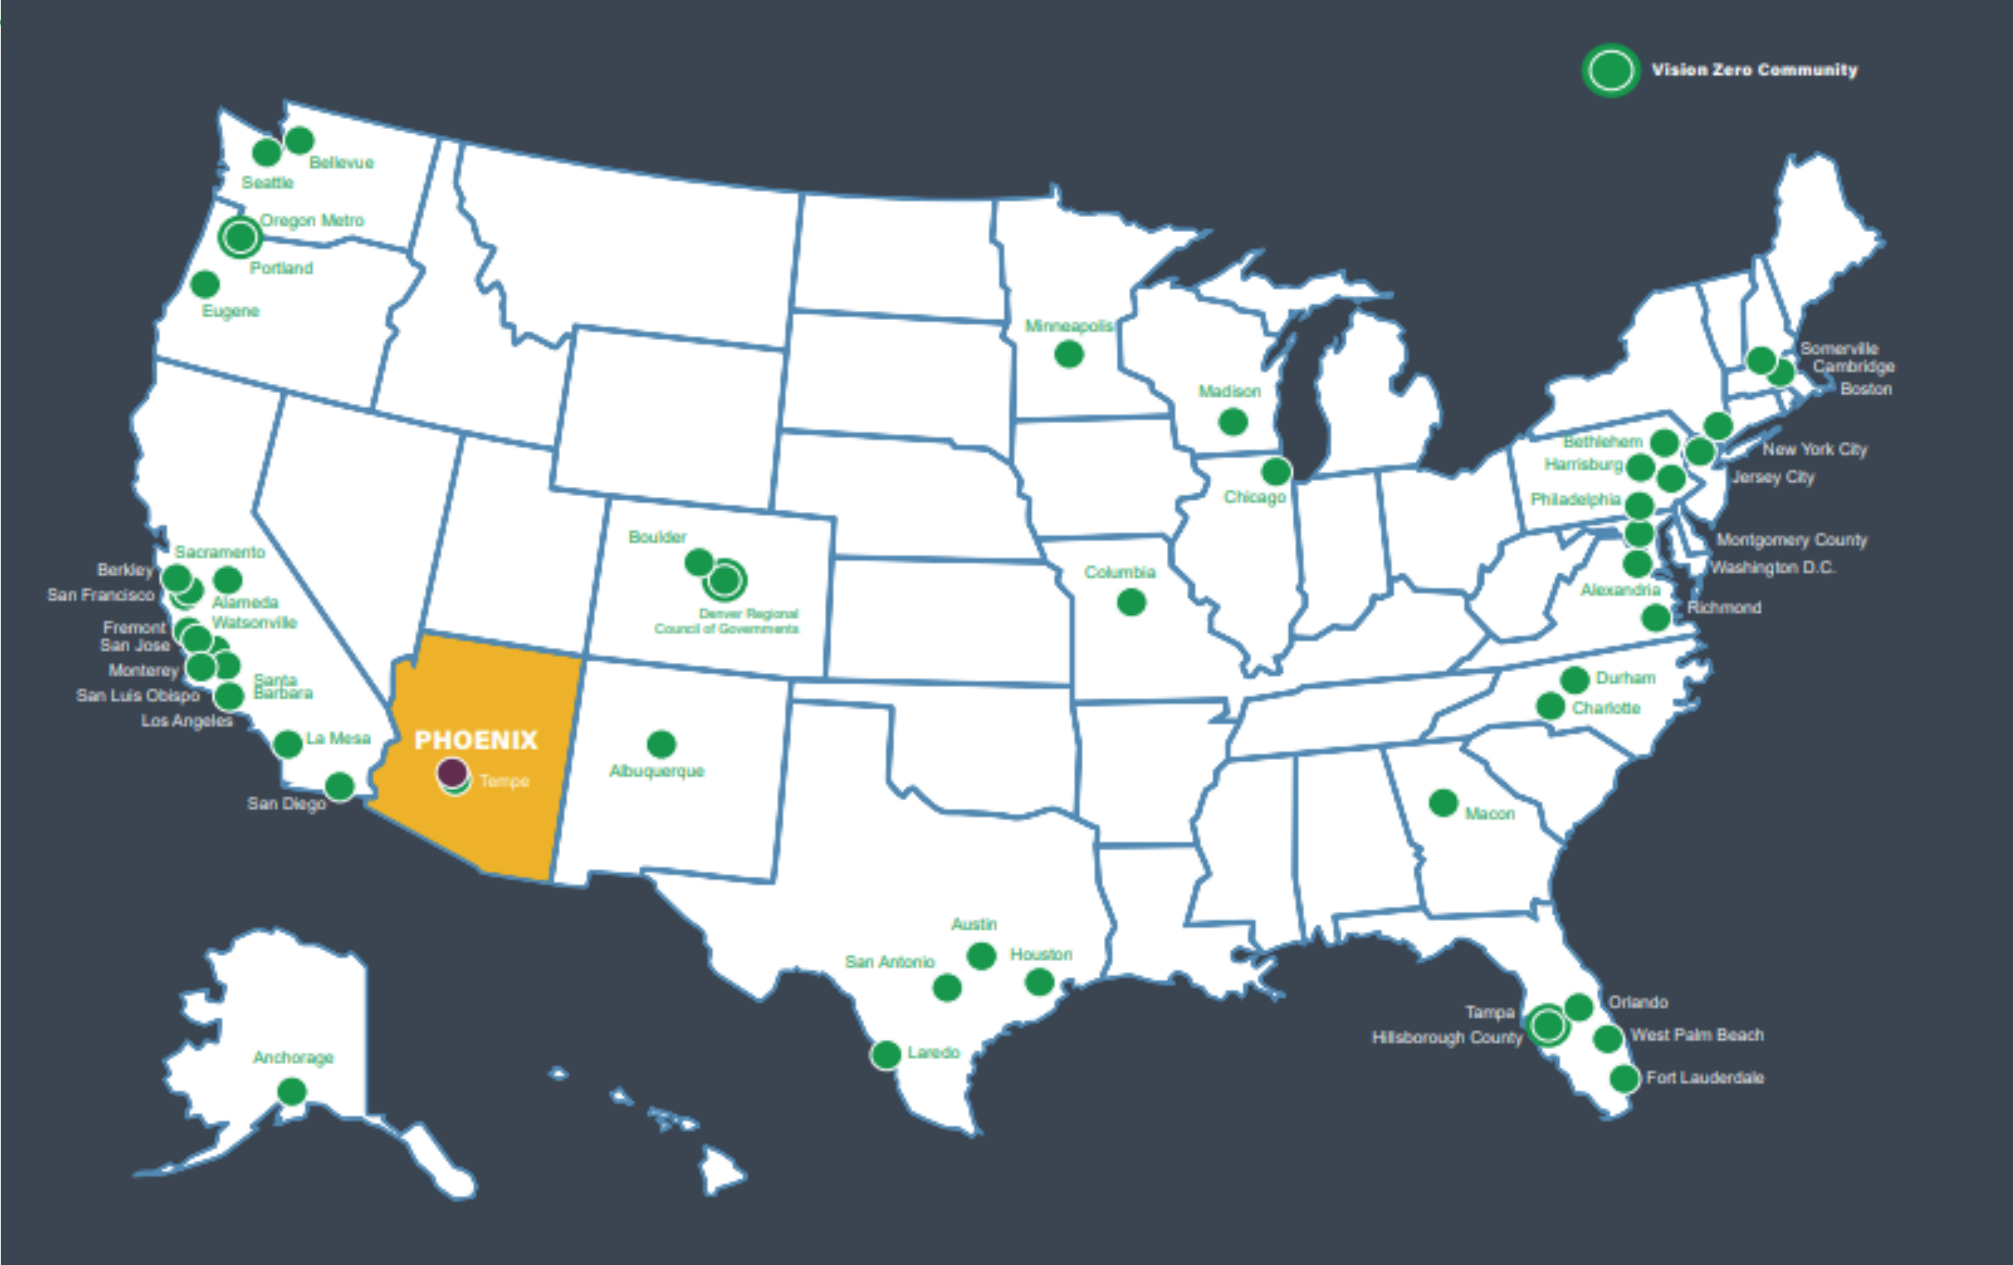 Vision Zero Community
Bellevue
Seattle
Oregon Metro
Portland
Eugene
Minneapolis
Madison
Chicago
Somerville
Cambridge
Boston
New York City
Jersey City
Bethlehem
Harrisburg
Philadelphia
Montgomery County
Washington D.C.
Alexandria
Richmond
Boulder
Denver Regional
Council of Governments
Columbia
Sacramento
Berkley
San Francisco
Alameda
Watsonville
Fremont
San Jose
Monterey
Santa
Barbara
San Luis Obispo
Los Angeles
La Mesa
San Diego
PHOENIX
Tempe
Albuquerque
Durham
Charlotte
Macon
Austin
San Antonio
Houston
Laredo
Tampa
Hillsborough County
Orlando
West Palm Beach
Fort Lauderdale
Anchorage